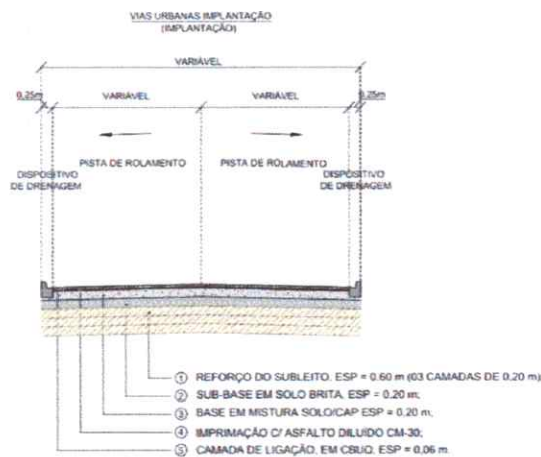 VIAS URBANAS IMPLANTAÇÃO
(IMPLANTAÇÃO)
VARIÁVEL
0,25m VARIÁVEL VARIÁVEL 0,25m
PISTA DE ROLAMENTO PISTA DE ROLAMENTO
DISPOSITIVO DE DRENAGEM DISPOSITIVO DE DRENAGEM
1 REFORÇO DO SUBLEITO, ESP = 0.60 m (03 CAMADAS DE 0.20 m)
2 SUB-BASE EM SOLO BRITA, ESP = 0,20 m;
3 BASE EM MISTURA SOLO/CAP ESP = 0,20 m;
4 IMPRIMAÇÃO C/ ASFALTO DILUÍDO CM-30;
5 CAMADA DE LIGAÇÃO, EM CBUQ, ESP = 0,06 m.